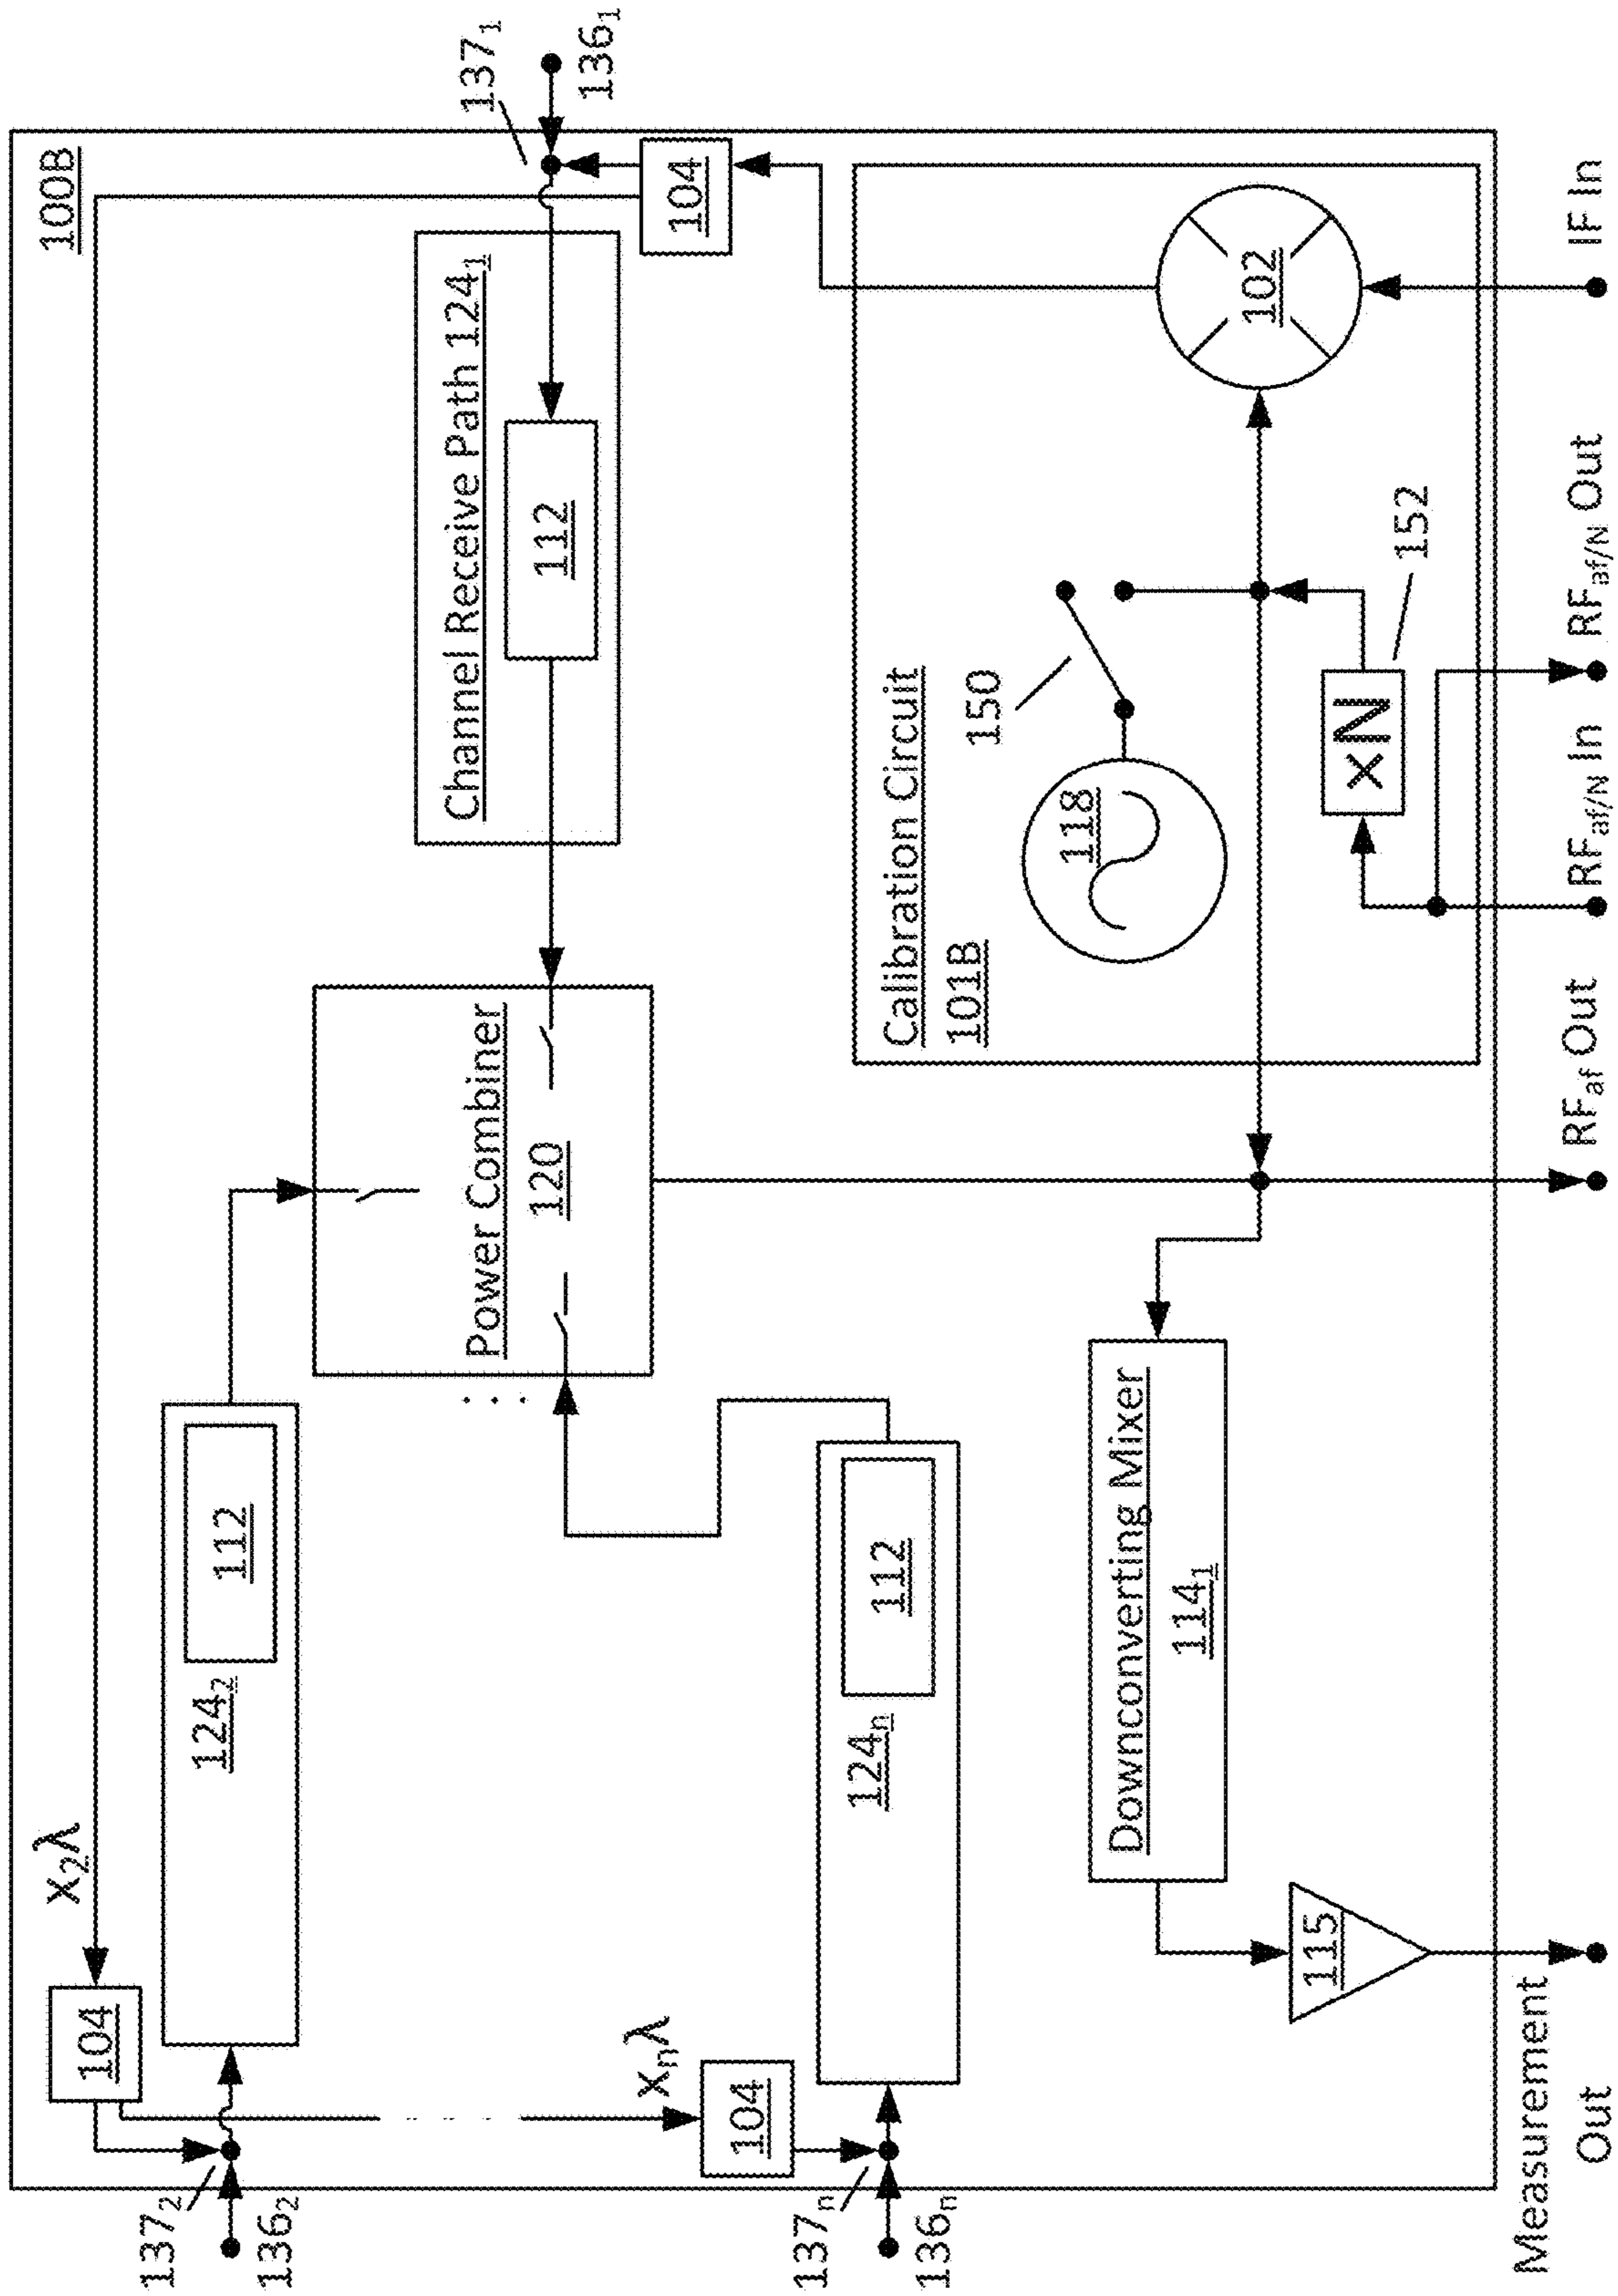 100B
137₁
136₁
104
Channel Receive Path 124₁
112
Power Combiner
120
x₂λ
104
124₂
112
137₂
136₂
. . .
xₙλ
104
124ₙ
112
137ₙ
136ₙ
Calibration Circuit
101B
118
150
102
xN
152
Downconverting Mixer
114₁
115
Measurement
Out
RF_af Out
RF_af/N In
RF_af/N Out
IF In